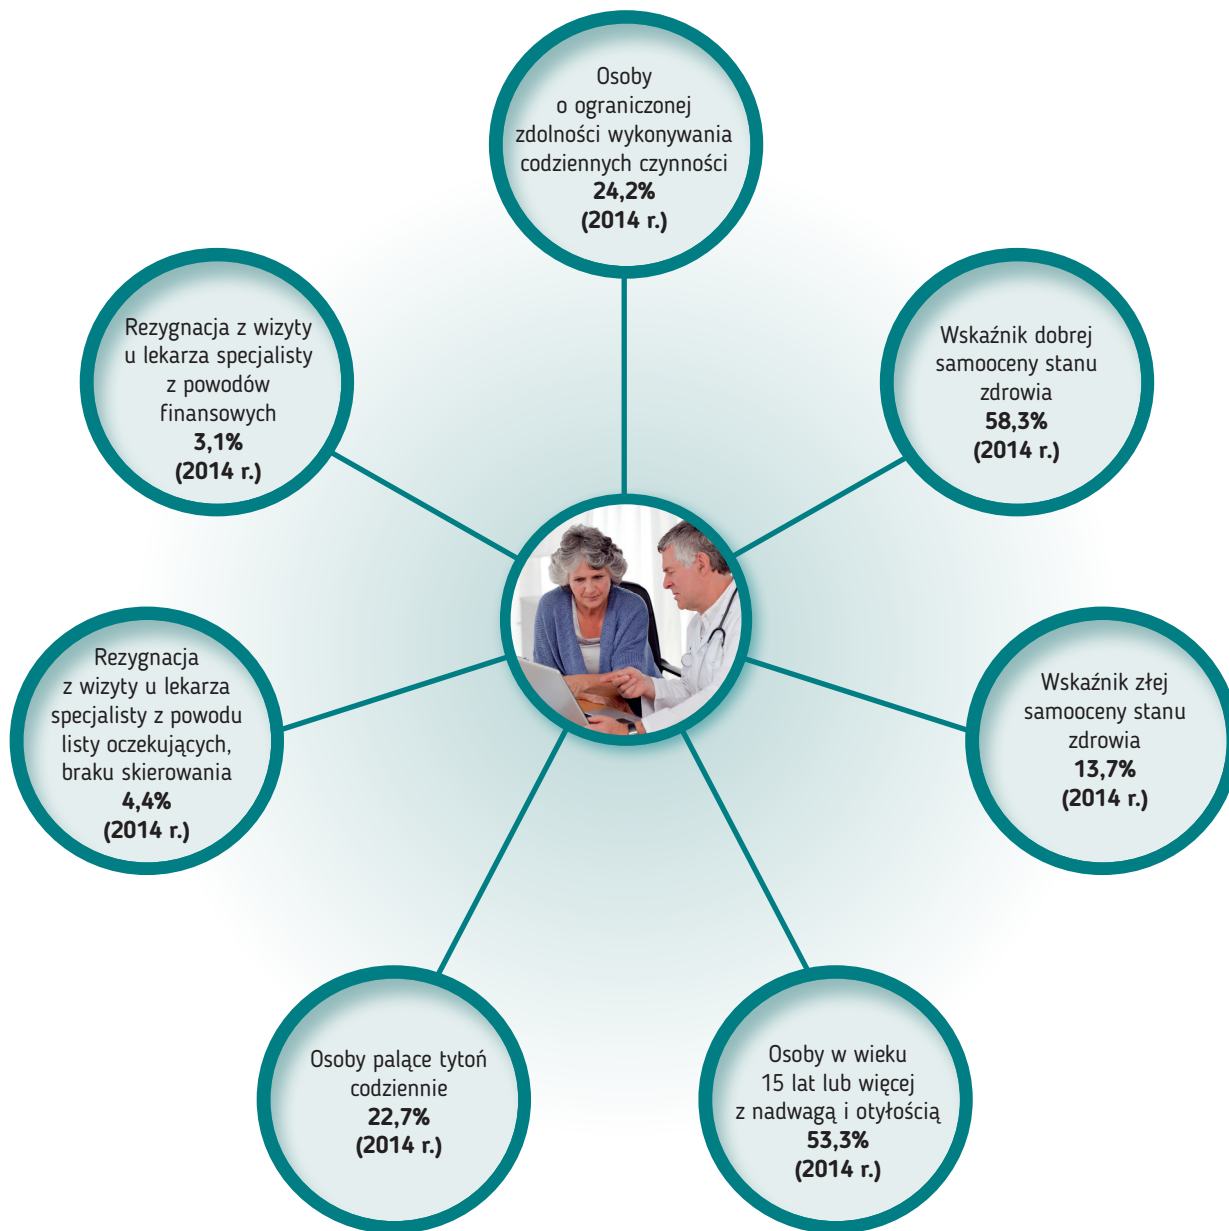 Osoby
o ograniczonej
zdolności wykonywania
codziennych czynności
24,2%
(2014 r.)
Rezygnacja z wizyty
u lekarza specjalisty
z powodów
finansowych
3,1%
(2014 r.)
Wskaźnik dobrej
samooceny stanu
zdrowia
58,3%
(2014 r.)
Rezygnacja
z wizyty u lekarza
specjalisty z powodu
listy oczekujących,
braku skierowania
4,4%
(2014 r.)
Wskaźnik złej
samooceny stanu
zdrowia
13,7%
(2014 r.)
Osoby palące tytoń
codziennie
22,7%
(2014 r.)
Osoby w wieku
15 lat lub więcej
z nadwagą i otyłością
53,3%
(2014 r.)